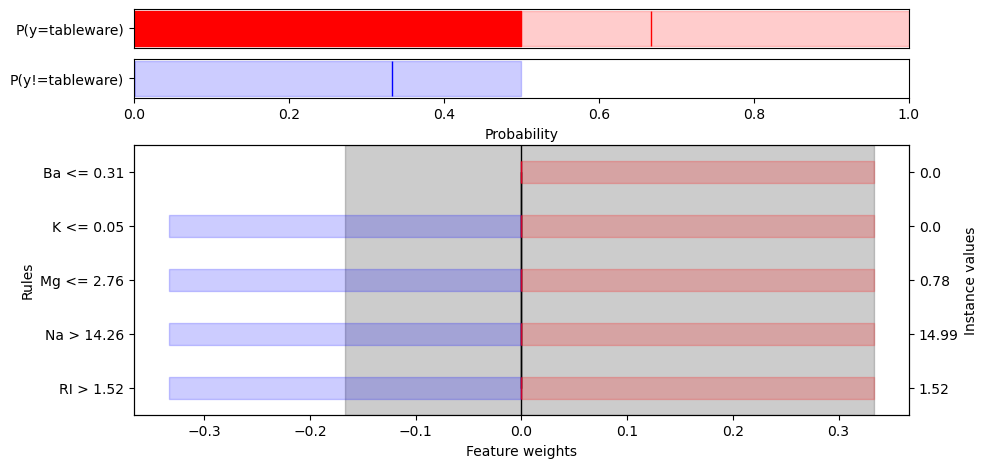 P(y=tableware)
P(y!=tableware)
0.0 0.2 0.4 0.6 0.8 1.0
Probability
Ba <= 0.31 0.0
K <= 0.05 0.0
Mg <= 2.76 0.78
Na > 14.26 14.99
RI > 1.52 1.52
Rules
Instance values
−0.3 −0.2 −0.1 0.0 0.1 0.2 0.3
Feature weights